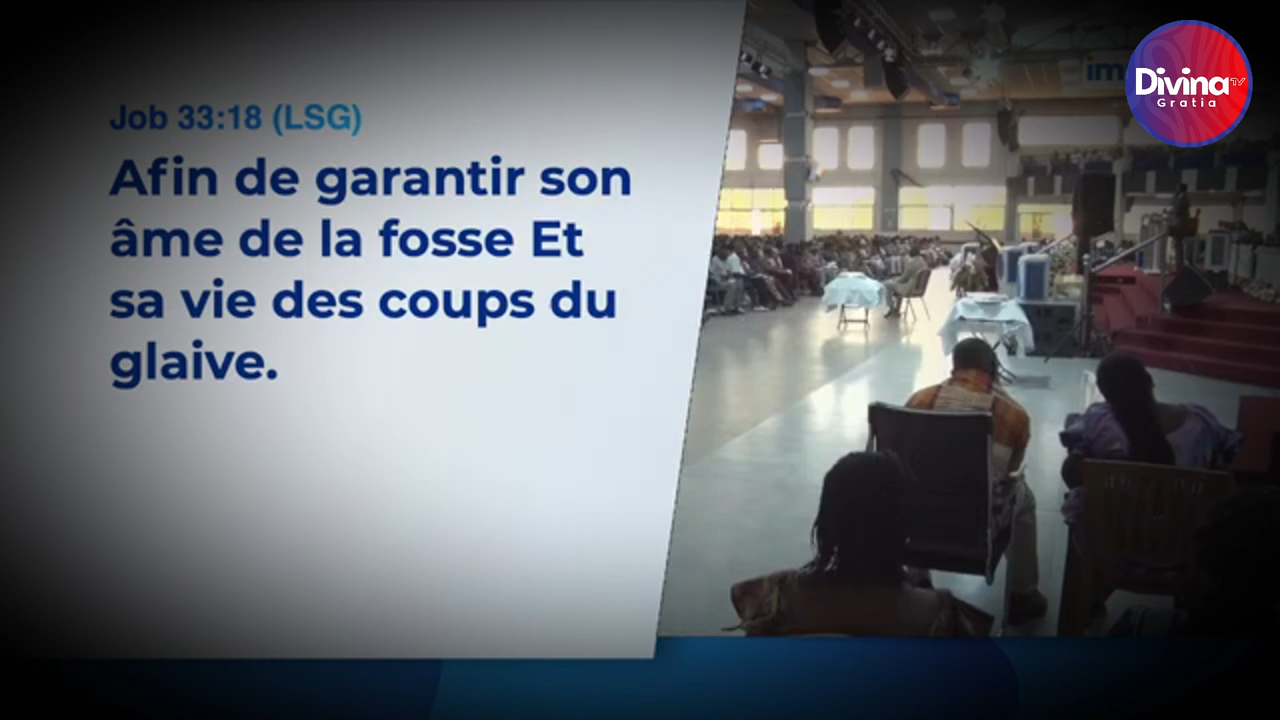 Job 33:18 (LSG)
Afin de garantir son
âme de la fosse Et
sa vie des coups du
glaive.
im
Divina TV
Gratia